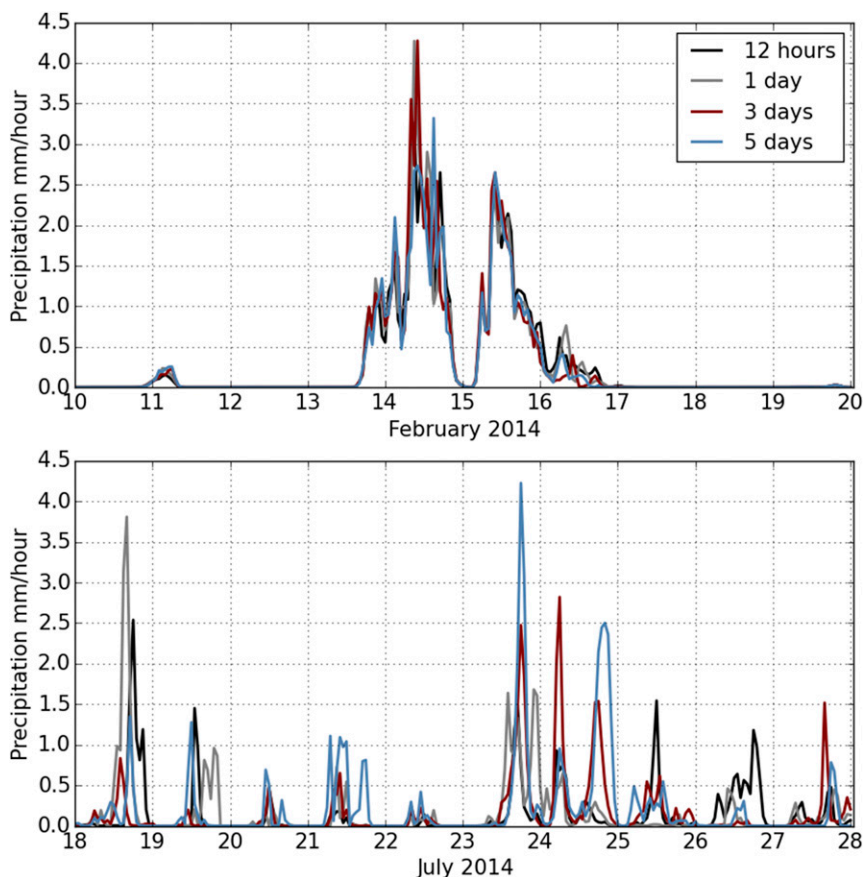 4.5
4.0
3.5
3.0
2.5
2.0
1.5
1.0
0.5
0.0
Precipitation mm/hour
12 hours
1 day
3 days
5 days
10 11 12 13 14 15 16 17 18 19 20
February 2014
4.5
4.0
3.5
3.0
2.5
2.0
1.5
1.0
0.5
0.0
Precipitation mm/hour
18 19 20 21 22 23 24 25 26 27 28
July 2014